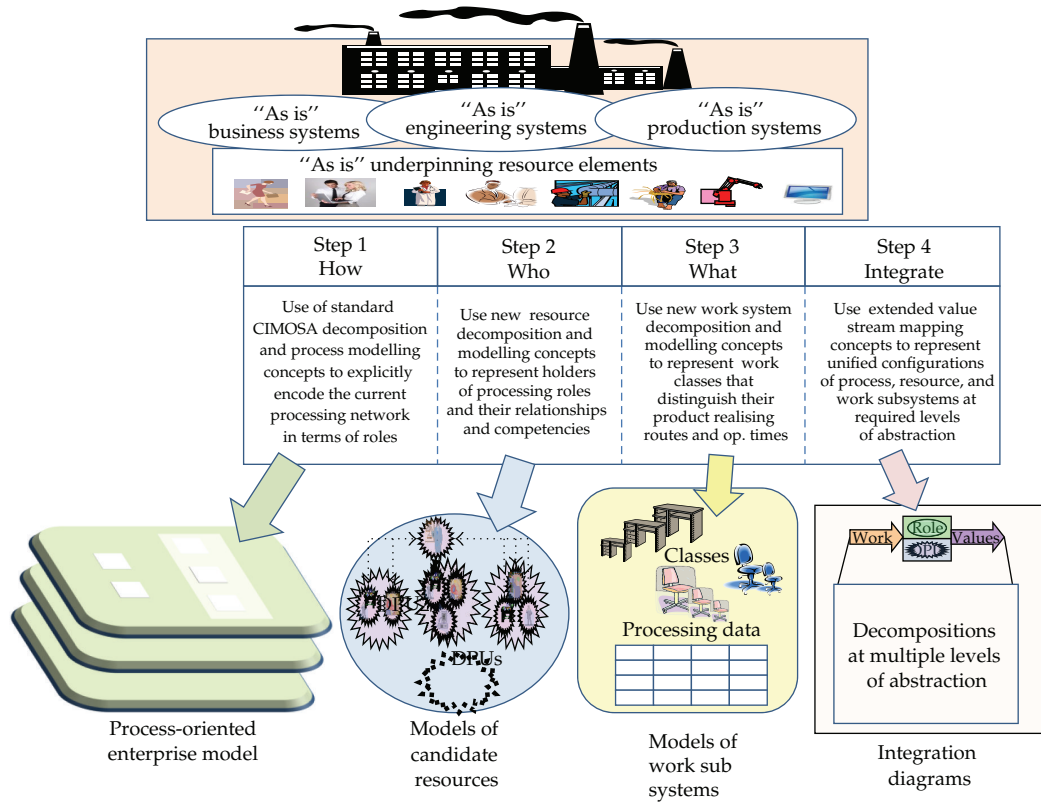 "As is"
business systems
"As is"
engineering systems
"As is"
production systems
"As is" underpinning resource elements
Step 1
How
Step 2
Who
Step 3
What
Step 4
Integrate
Use of standard
CIMOSA decomposition
and process modelling
concepts to explicitly
encode the current
processing network
in terms of roles
Use new resource
decomposition and
modelling concepts
to represent holders
of processing roles
and their relationships
and competencies
Use new work system
decomposition and
modelling concepts
to represent work
classes that
distinguish their
product realising
routes and op. times
Use extended value
stream mapping
concepts to represent
unified configurations
of process, resource, and
work subsystems at
required levels
of abstraction
Process-oriented
enterprise model
DPUs
Models of
candidate
resources
Classes
Processing data
Models of
work sub
systems
Work
Role
Values
Decompositions
at multiple levels
of abstraction
Integration
diagrams